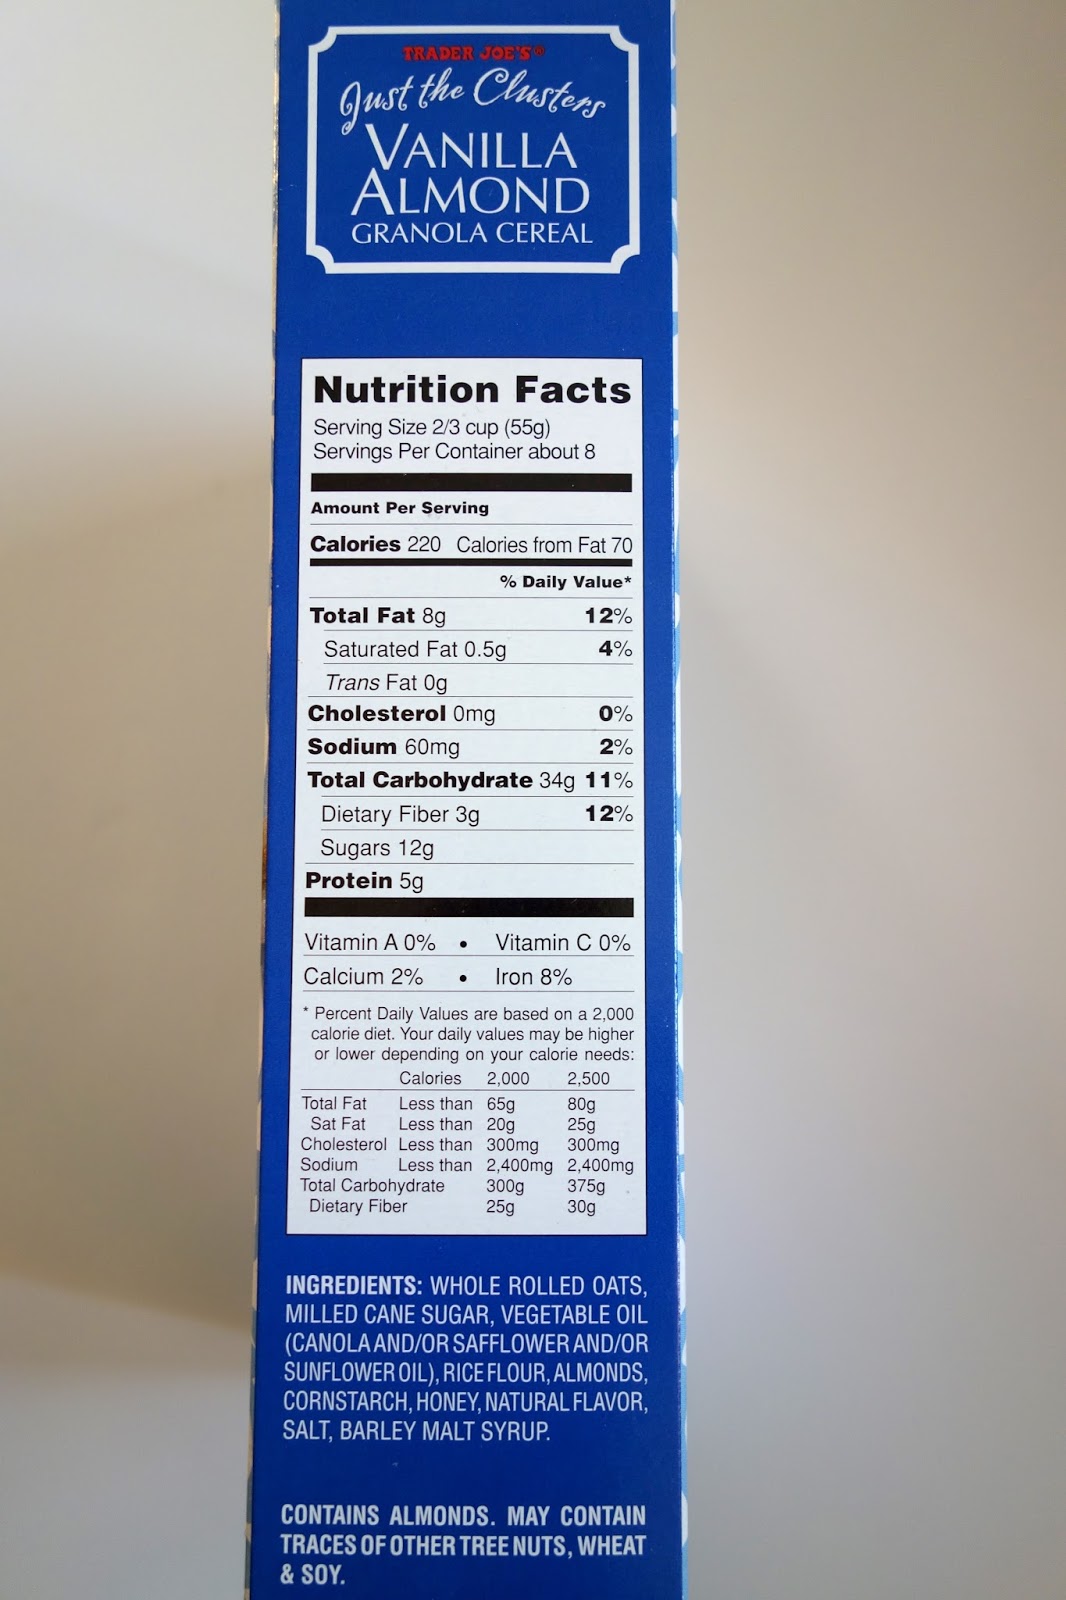 TRADER JOE'S®
Just the Clusters
VANILLA
ALMOND
GRANOLA CEREAL
Nutrition Facts
Serving Size 2/3 cup (55g)
Servings Per Container about 8
Amount Per Serving
Calories 220 Calories from Fat 70
% Daily Value*
Total Fat 8g 12%
Saturated Fat 0.5g 4%
Trans Fat 0g
Cholesterol 0mg 0%
Sodium 60mg 2%
Total Carbohydrate 34g 11%
Dietary Fiber 3g 12%
Sugars 12g
Protein 5g
Vitamin A 0% • Vitamin C 0%
Calcium 2% • Iron 8%
* Percent Daily Values are based on a 2,000
calorie diet. Your daily values may be higher
or lower depending on your calorie needs:
Calories 2,000 2,500
Total Fat Less than 65g 80g
Sat Fat Less than 20g 25g
Cholesterol Less than 300mg 300mg
Sodium Less than 2,400mg 2,400mg
Total Carbohydrate 300g 375g
Dietary Fiber 25g 30g
INGREDIENTS: WHOLE ROLLED OATS,
MILLED CANE SUGAR, VEGETABLE OIL
(CANOLA AND/OR SAFFLOWER AND/OR
SUNFLOWER OIL), RICE FLOUR, ALMONDS,
CORNSTARCH, HONEY, NATURAL FLAVOR,
SALT, BARLEY MALT SYRUP.
CONTAINS ALMONDS. MAY CONTAIN
TRACES OF OTHER TREE NUTS, WHEAT
& SOY.